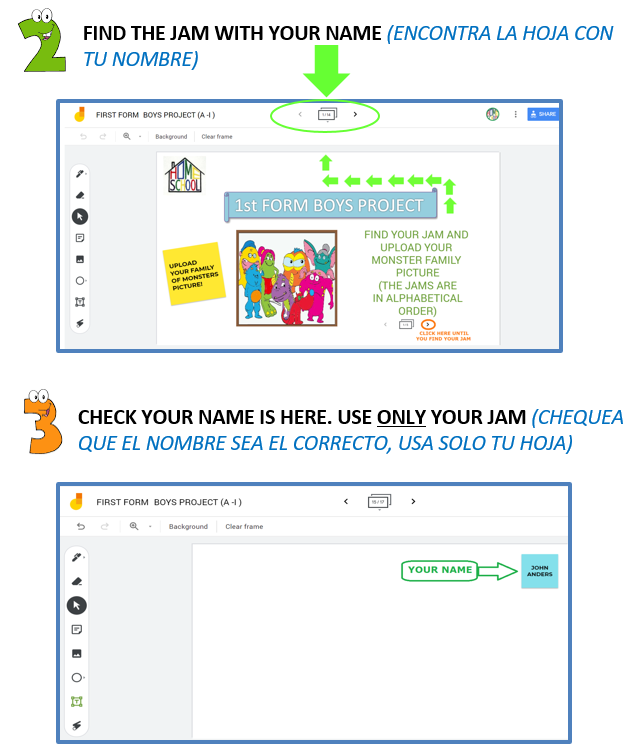 2 FIND THE JAM WITH YOUR NAME (ENCONTRA LA HOJA CON
TU NOMBRE)
FIRST FORM BOYS PROJECT (A -I )
SHARE
Background
Clear frame
HOME
SCHOOL
1st FORM BOYS PROJECT
UPLOAD
YOUR FAMILY
OF MONSTERS
PICTURE!
FIND YOUR JAM AND
UPLOAD YOUR
MONSTER FAMILY
PICTURE
(THE JAMS ARE
IN ALPHABETICAL
ORDER)
CLICK HERE UNTIL
YOU FIND YOUR JAM
3 CHECK YOUR NAME IS HERE. USE ONLY YOUR JAM (CHEQUEA
QUE EL NOMBRE SEA EL CORRECTO, USA SOLO TU HOJA)
FIRST FORM BOYS PROJECT (A -I )
Background
Clear frame
YOUR NAME
JOHN
ANDERS